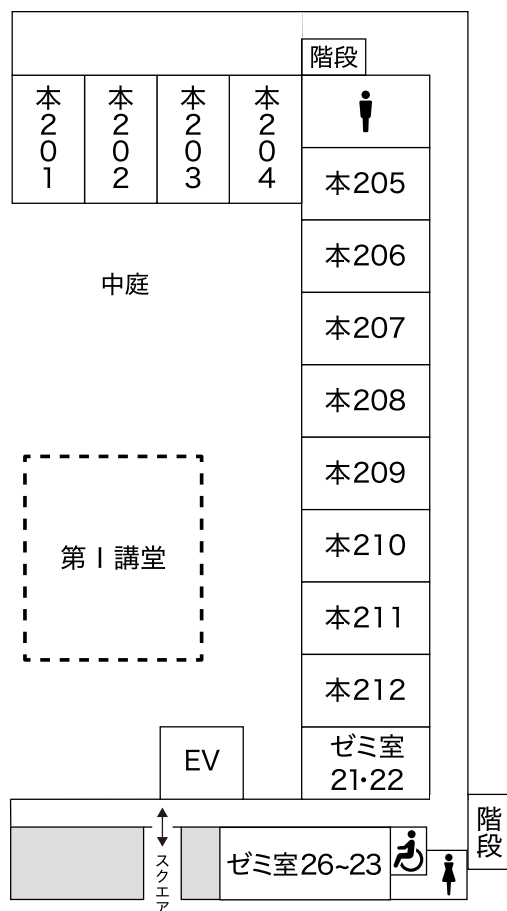 階段
本201
本202
本203
本204
本205
本206
中庭
本207
本208
本209
第Ⅰ講堂
本210
本211
本212
ゼミ室
21・22
EV
階段
スクエア
ゼミ室26~23